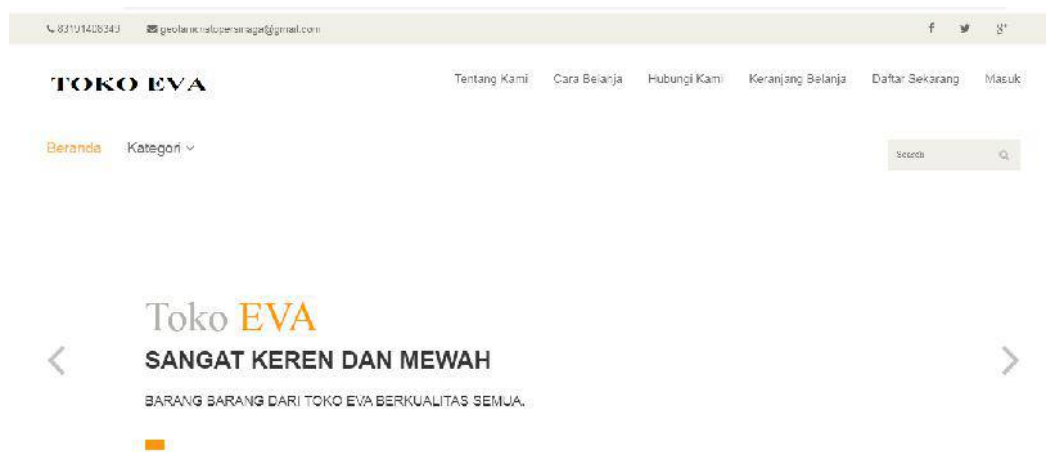 83191408349
TOKO EVA
Tentang Kami Cara Belanja Hubungi Kami Keranjang Belanja Daftar Sekarang Masuk
Beranda Kategori
Search
Toko EVA
SANGAT KEREN DAN MEWAH
BARANG BARANG DARI TOKO EVA BERKUALITAS SEMUA.